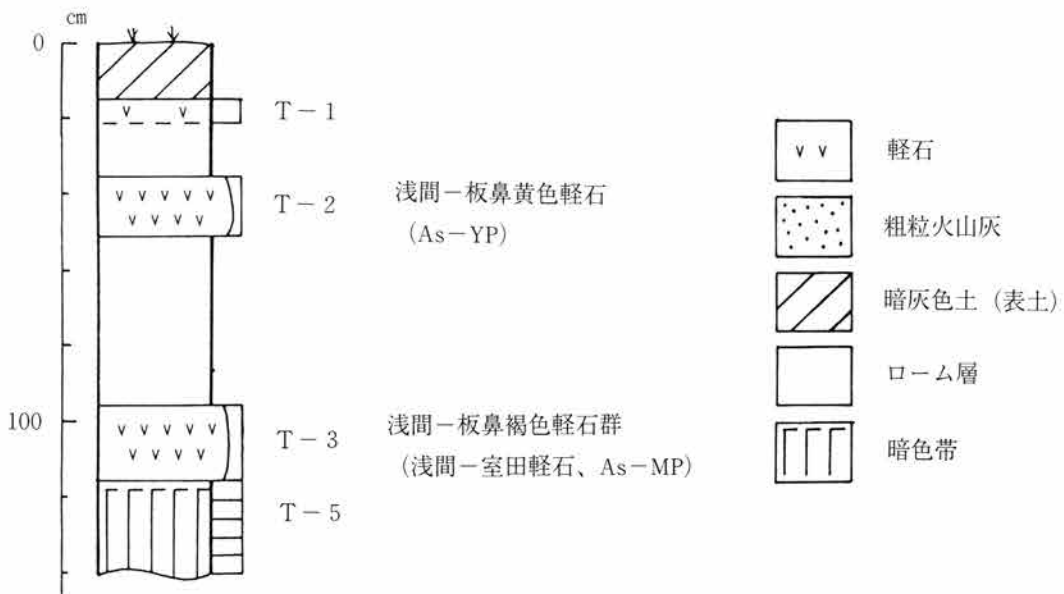 cm
0
T－1
T－2
浅間－板鼻黄色軽石
(As－YP)
100
T－3
浅間－板鼻褐色軽石群
(浅間－室田軽石、As－MP)
T－5
軽石
粗粒火山灰
暗灰色土 (表土)
ローム層
暗色帯